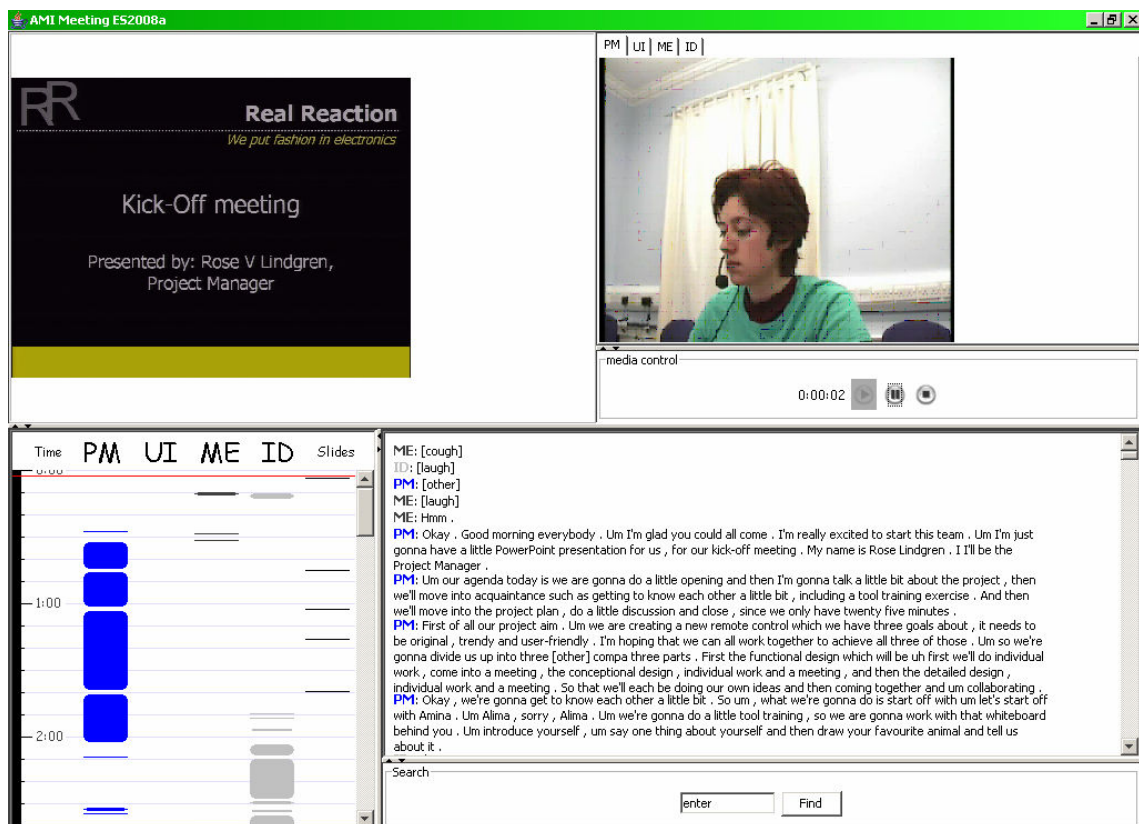 AMI Meeting ES2008a
RR
Real Reaction
We put fashion in electronics
Kick-Off meeting
Presented by: Rose V Lindgren,
Project Manager
PM UI ME ID
media control
0:00:02
Time PM UI ME ID Slides
0:00
1:00
2:00
ME: [cough]
ID: [laugh]
PM: [other]
ME: [laugh]
ME: Hmm .
PM: Okay . Good morning everybody . Um I'm glad you could all come . I'm really excited to start this team . Um I'm just
gonna have a little PowerPoint presentation for us , for our kick-off meeting . My name is Rose Lindgren . I I'll be the
Project Manager .
PM: Um our agenda today is we are gonna do a little opening and then I'm gonna talk a little bit about the project , then
we'll move into acquaintance such as getting to know each other a little bit , including a tool training exercise . And then
we'll move into the project plan , do a little discussion and close , since we only have twenty five minutes .
PM: First of all our project aim . Um we are creating a new remote control which we have three goals about , it needs to
be original , trendy and user-friendly . I'm hoping that we can all work together to achieve all three of those . Um so we're
gonna divide us up into three [other] compa three parts . First the functional design which will be uh first we'll do individual
work , come into a meeting , the conceptional design , individual work and a meeting , and then the detailed design ,
individual work and a meeting . So that we'll each be doing our own ideas and then coming together and um collaborating .
PM: Okay , we're gonna get to know each other a little bit . So um , what we're gonna do is start off with um let's start off
with Amina . Um Alima , sorry , Alima . Um we're gonna do a little tool training , so we are gonna work with that whiteboard
behind you . Um introduce yourself , um say one thing about yourself and then draw your favourite animal and tell us
about it .
Search
enter Find